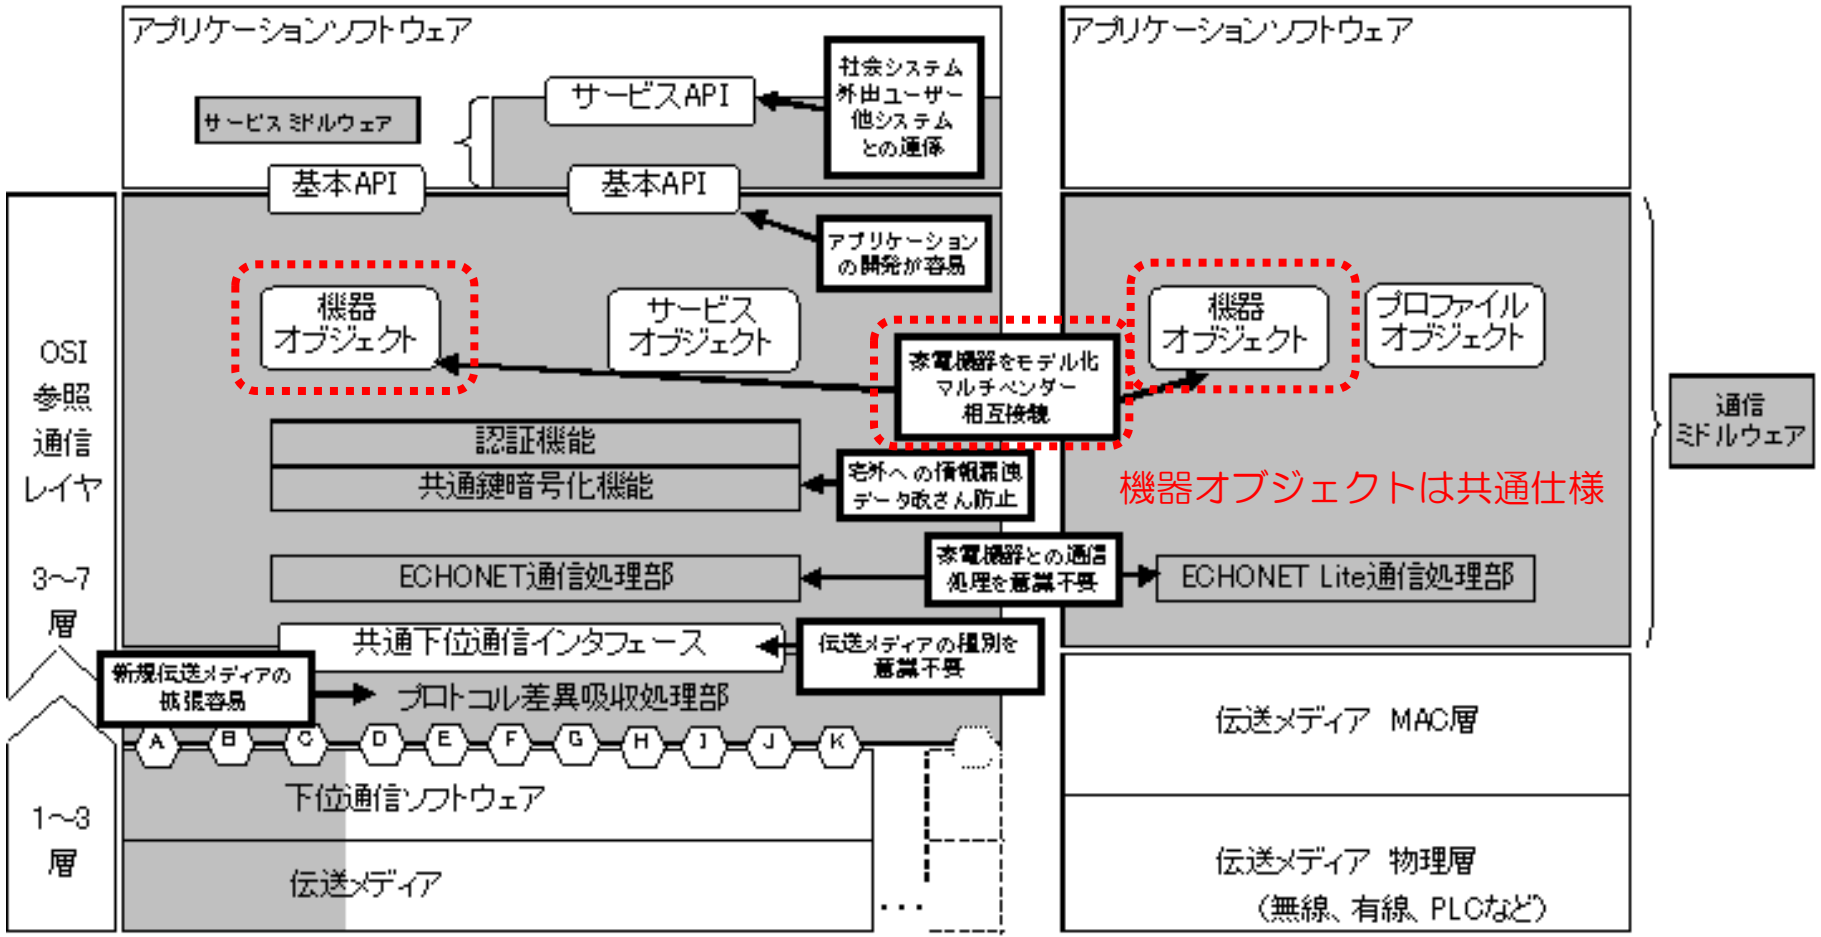 アプリケーションソフトウェア
サービスAPI
サービスミドルウェア
社会システム
外出ユーザー
他システム
との連係
基本API
基本API
アプリケーション
の開発が容易
機器
オブジェクト
サービス
オブジェクト
家電機器をモデル化
マルチベンダー
相互接続
認証機能
共通鍵暗号化機能
宅外への情報漏洩
データ改ざん防止
ECHONET通信処理部
家電機器との通信
処理を意識不要
共通下位通信インタフェース
伝送メディアの種別を
意識不要
新規伝送メディアの
拡張容易
プロトコル差異吸収処理部
A B C D E F G H I J K
下位通信ソフトウェア
伝送メディア
...
OSI
参照
通信
レイヤ
3~7
層
1~3
層
アプリケーションソフトウェア
機器
オブジェクト
プロファイル
オブジェクト
機器オブジェクトは共通仕様
ECHONET Lite通信処理部
伝送メディア MAC層
伝送メディア 物理層
(無線、有線、PLCなど)
通信
ミドルウェア